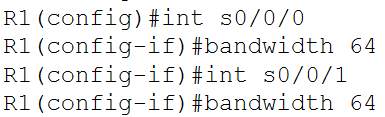 R1(config)#int s0/0/0
R1(config-if)#bandwidth 64
R1(config-if)#int s0/0/1
R1(config-if)#bandwidth 64